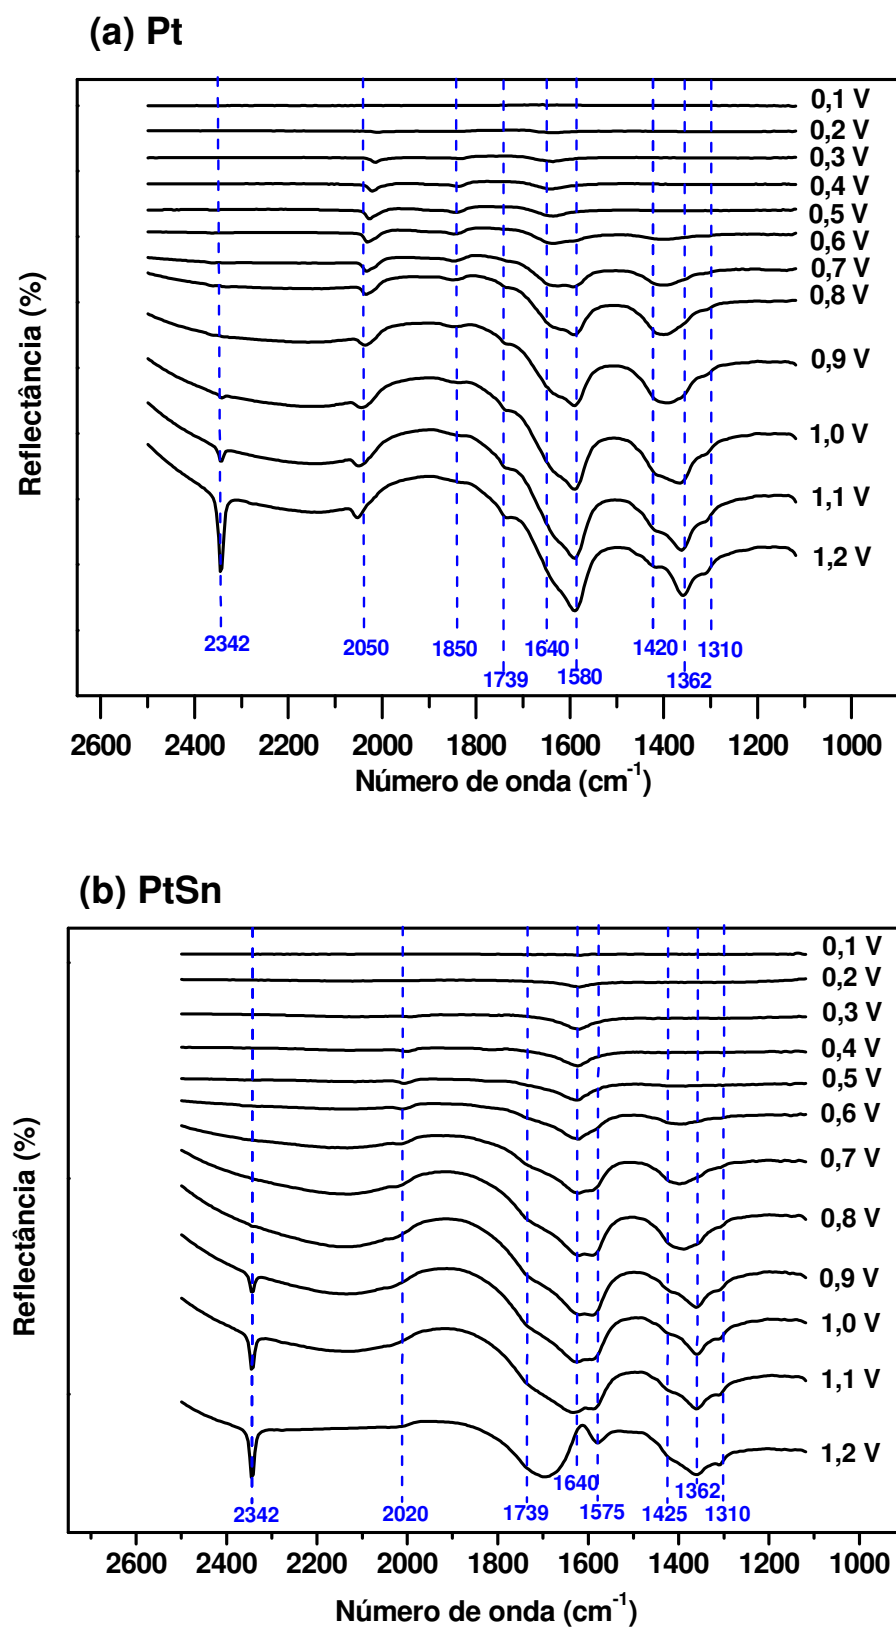 (a) Pt
0,1 V
0,2 V
0,3 V
0,4 V
0,5 V
0,6 V
0,7 V
0,8 V
0,9 V
1,0 V
1,1 V
1,2 V
Reflectância (%)
2342 2050 1850 1640 1420 1310
1739 1580 1362
2600 2400 2200 2000 1800 1600 1400 1200 1000
Número de onda (cm⁻¹)
(b) PtSn
0,1 V
0,2 V
0,3 V
0,4 V
0,5 V
0,6 V
0,7 V
0,8 V
0,9 V
1,0 V
1,1 V
1,2 V
Reflectância (%)
1640 1362
2342 2020 1739 1575 1425 1310
2600 2400 2200 2000 1800 1600 1400 1200 1000
Número de onda (cm⁻¹)